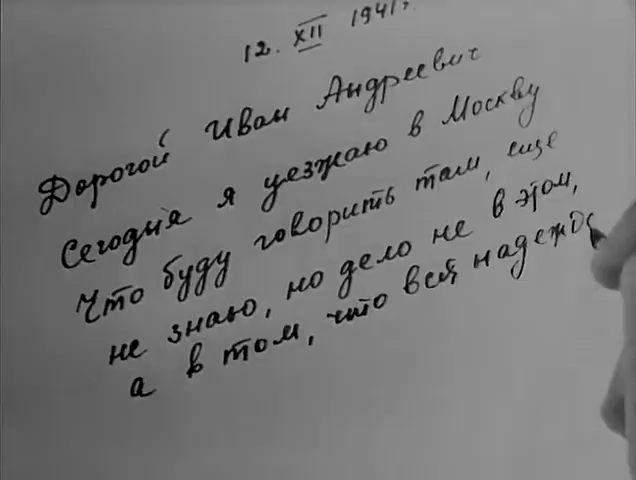 12. XII 1941г.
Дорогой Иван Андреевич
Сегодня я уезжаю в Москву
Что буду говорить там, еще
не знаю, но дело не в этом,
а в том, что вся надежд